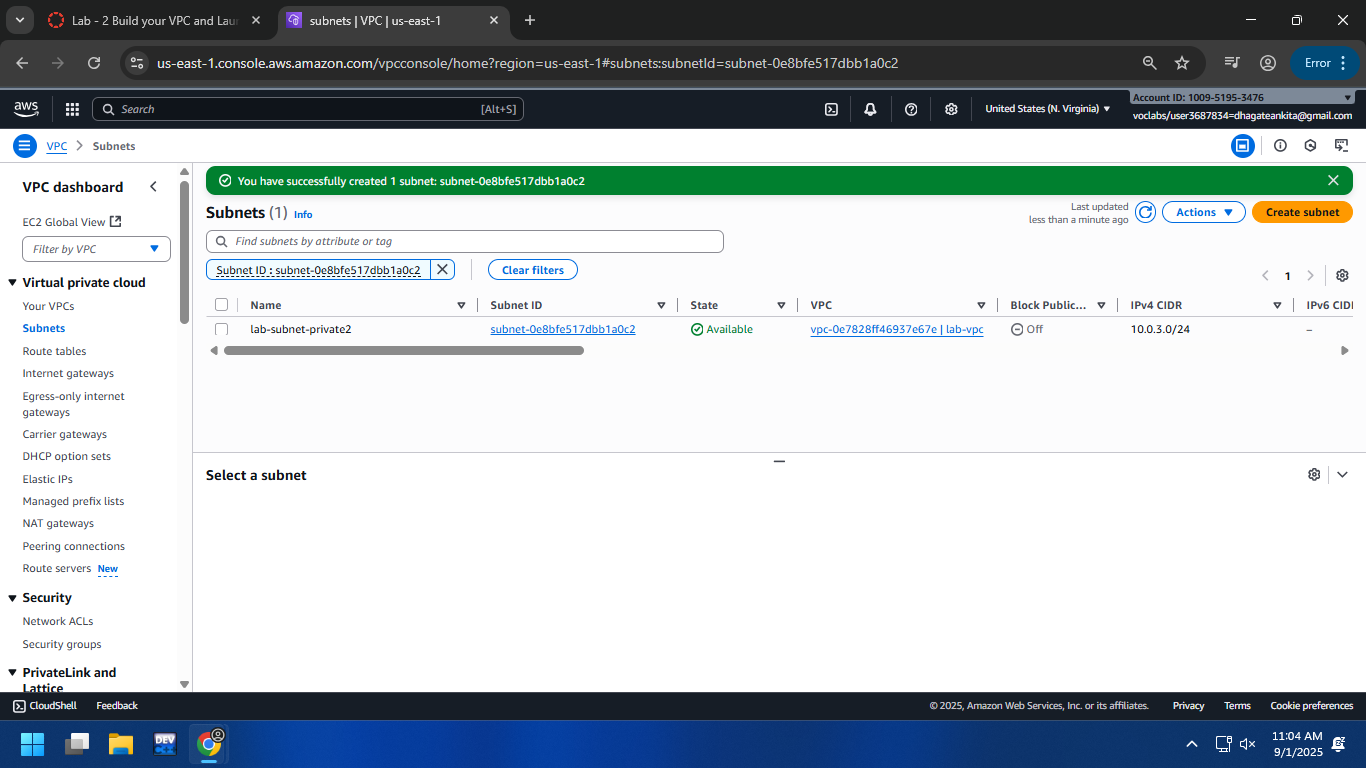 Lab - 2 Build your VPC and Lau
subnets | VPC | us-east-1
us-east-1.console.aws.amazon.com/vpcconsole/home?region=us-east-1#subnets:subnetId=subnet-0e8bfe517dbb1a0c2
Error
aws
Search [Alt+S]
United States (N. Virginia)
Account ID: 1009-5195-3476
voclabs/user3687834=dhagateankita@gmail.com
VPC > Subnets
VPC dashboard
EC2 Global View
Filter by VPC
Virtual private cloud
Your VPCs
Subnets
Route tables
Internet gateways
Egress-only internet
gateways
Carrier gateways
DHCP option sets
Elastic IPs
Managed prefix lists
NAT gateways
Peering connections
Route servers New
Security
Network ACLs
Security groups
PrivateLink and
Lattice
You have successfully created 1 subnet: subnet-0e8bfe517dbb1a0c2
Subnets (1) Info
Last updated
less than a minute ago
Actions
Create subnet
Find subnets by attribute or tag
Subnet ID : subnet-0e8bfe517dbb1a0c2
Clear filters
1
Name Subnet ID State VPC Block Public... IPv4 CIDR IPv6 CID
lab-subnet-private2 subnet-0e8bfe517dbb1a0c2 Available vpc-0e7828ff46937e67e | lab-vpc Off 10.0.3.0/24 –
Select a subnet
CloudShell Feedback © 2025, Amazon Web Services, Inc. or its affiliates. Privacy Terms Cookie preferences
DEV
11:04 AM
9/1/2025